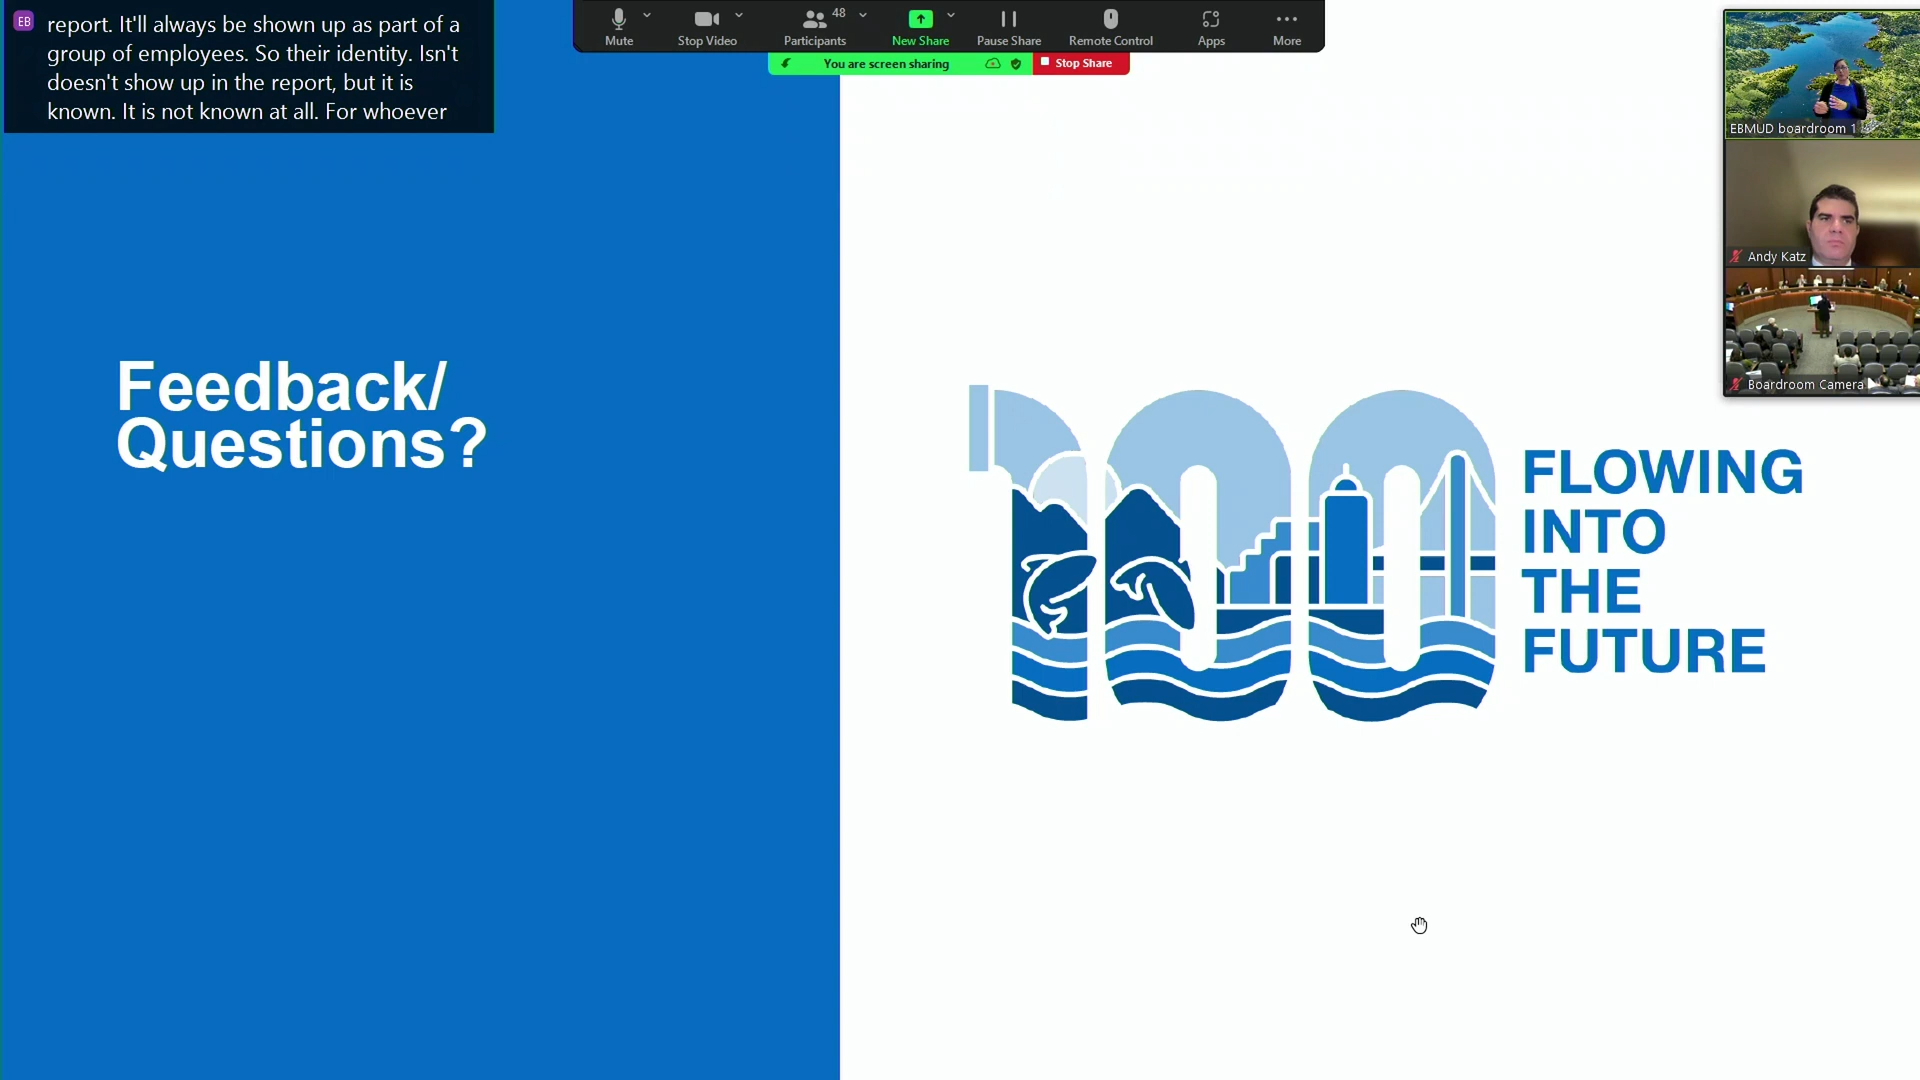 EB
report. It'll always be shown up as part of a
group of employees. So their identity. Isn't
doesn't show up in the report, but it is
known. It is not known at all. For whoever
Mute
Stop Video
48
Participants
New Share
Pause Share
Remote Control
Apps
More
You are screen sharing
Stop Share
EBMUD boardroom 1
Andy Katz
Boardroom Camera
Feedback/
Questions?
100
FLOWING
INTO
THE
FUTURE